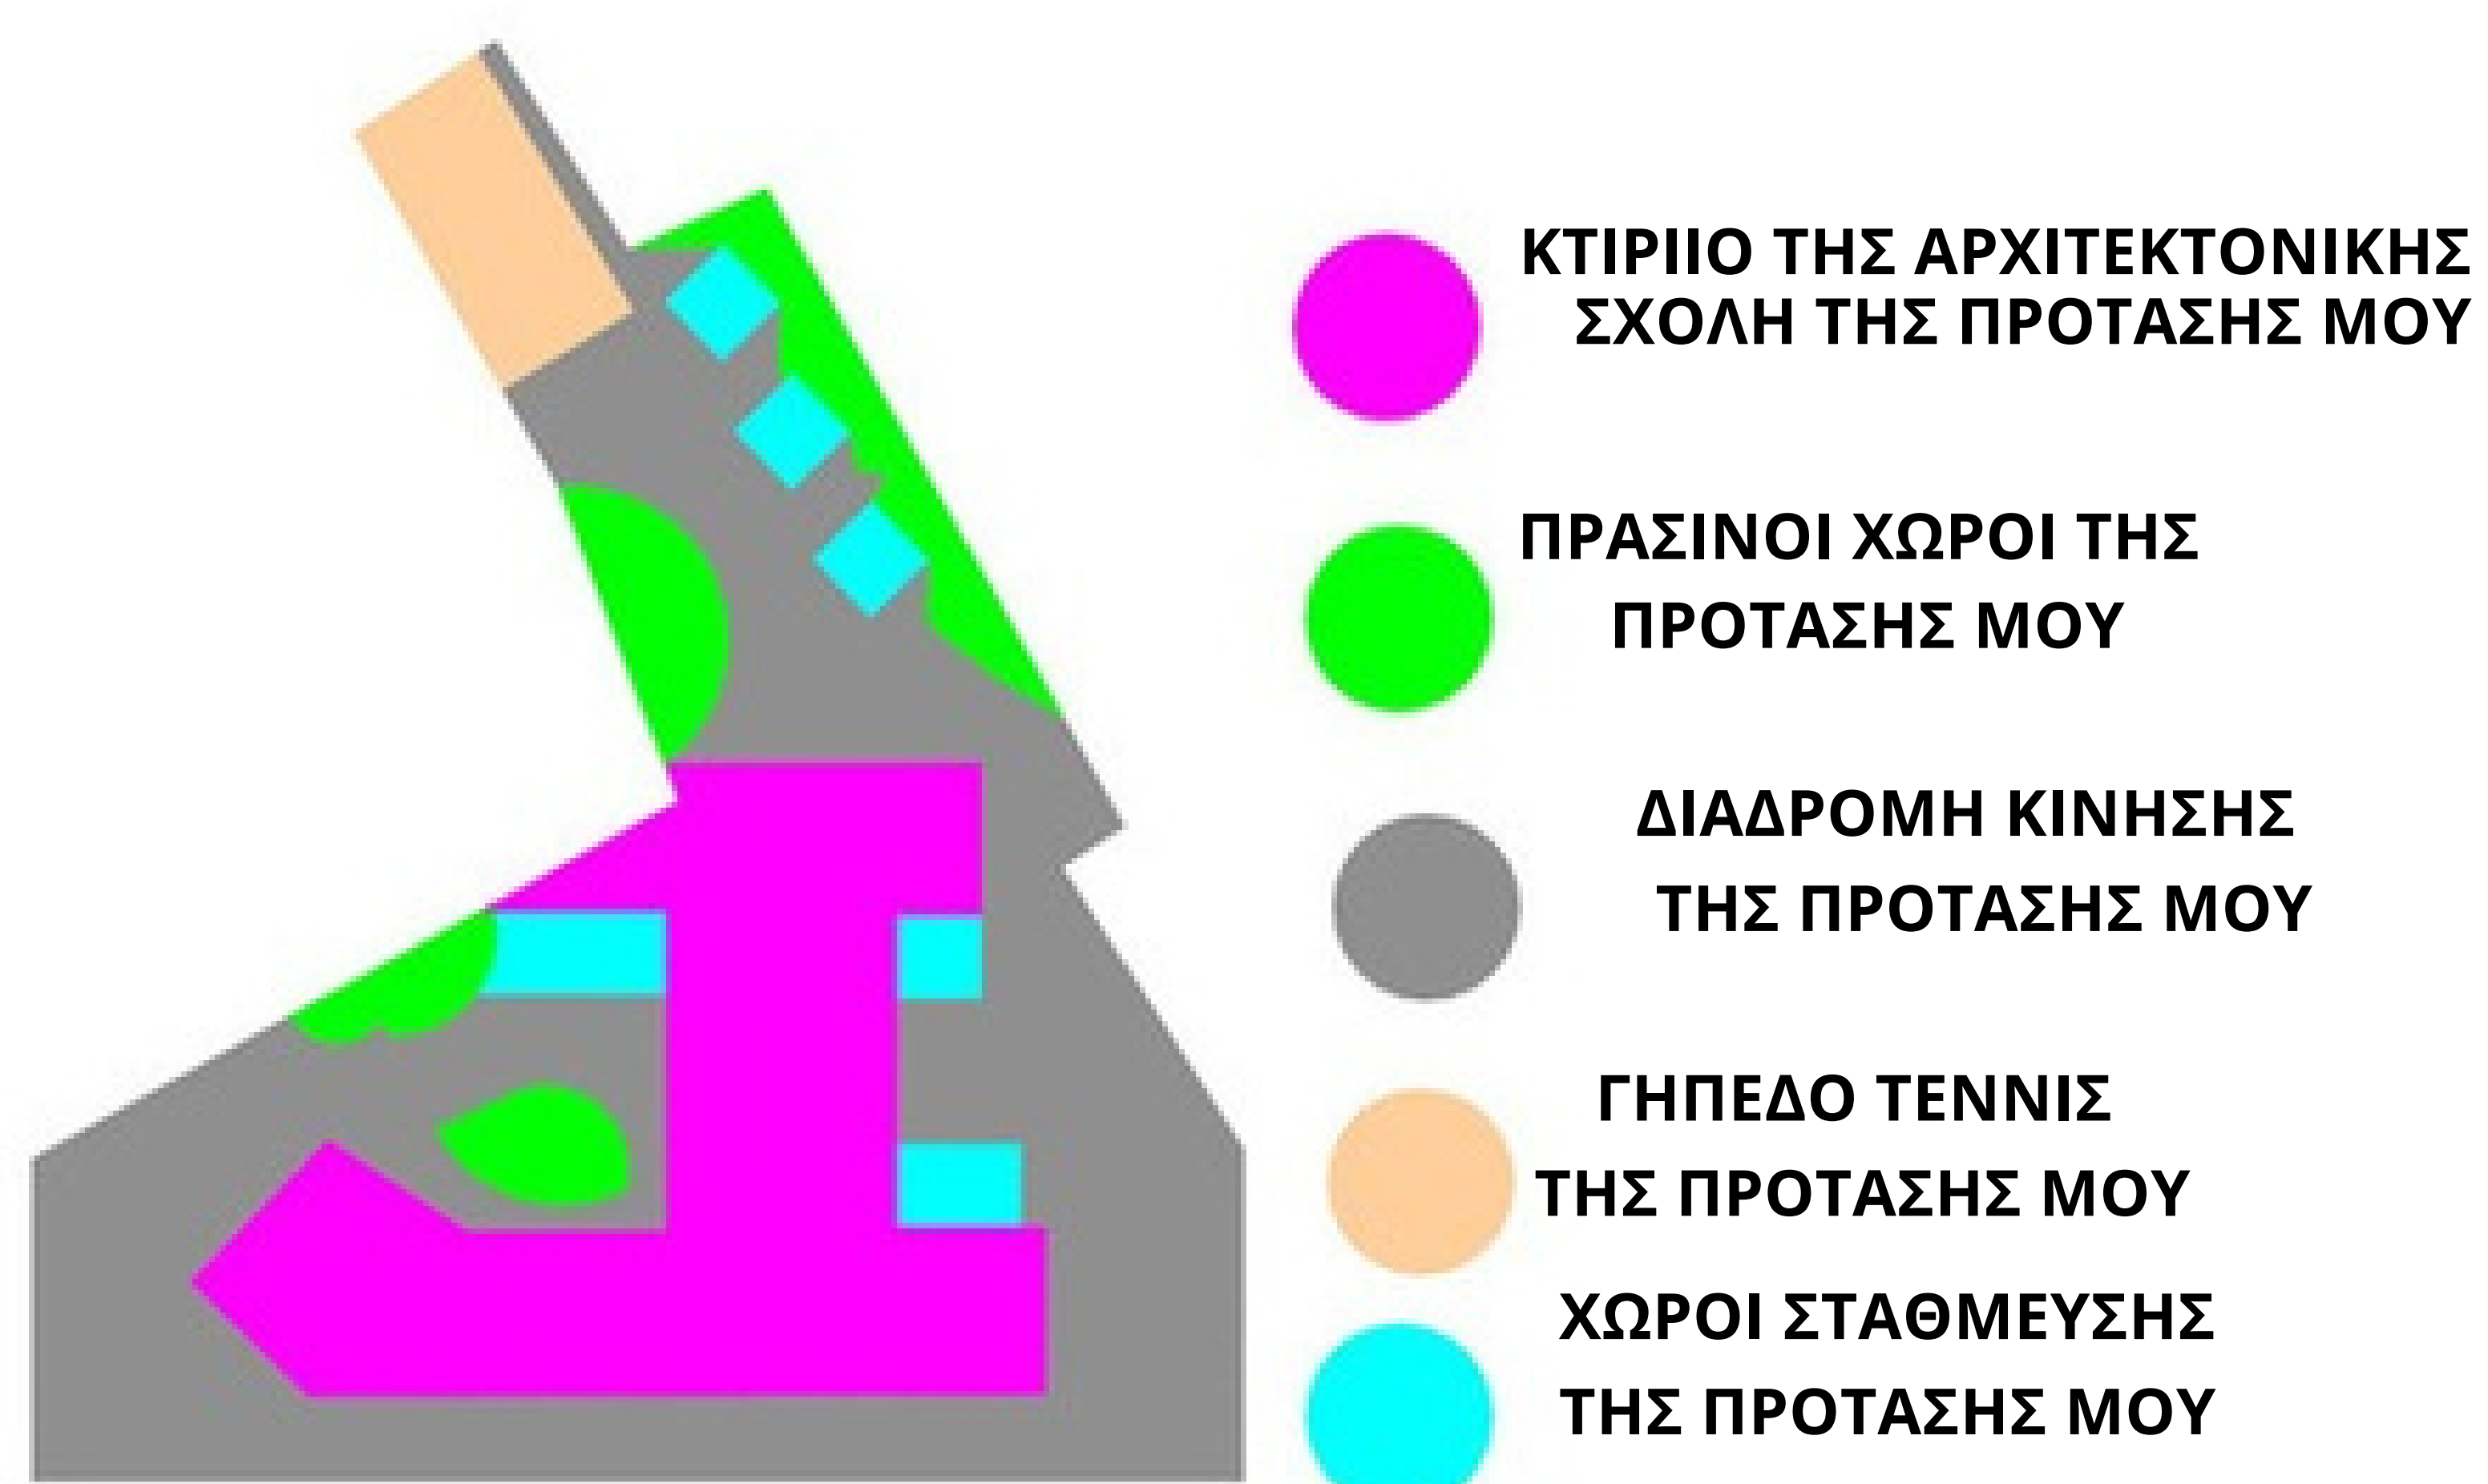 ΚΤΙΡΙΙΟ ΤΗΣ ΑΡΧΙΤΕΚΤΟΝΙΚΗΣ
ΣΧΟΛΗ ΤΗΣ ΠΡΟΤΑΣΗΣ ΜΟΥ
ΠΡΑΣΙΝΟΙ ΧΩΡΟΙ ΤΗΣ
ΠΡΟΤΑΣΗΣ ΜΟΥ
ΔΙΑΔΡΟΜΗ ΚΙΝΗΣΗΣ
ΤΗΣ ΠΡΟΤΑΣΗΣ ΜΟΥ
ΓΗΠΕΔΟ ΤΕΝΝΙΣ
ΤΗΣ ΠΡΟΤΑΣΗΣ ΜΟΥ
ΧΩΡΟΙ ΣΤΑΘΜΕΥΣΗΣ
ΤΗΣ ΠΡΟΤΑΣΗΣ ΜΟΥ